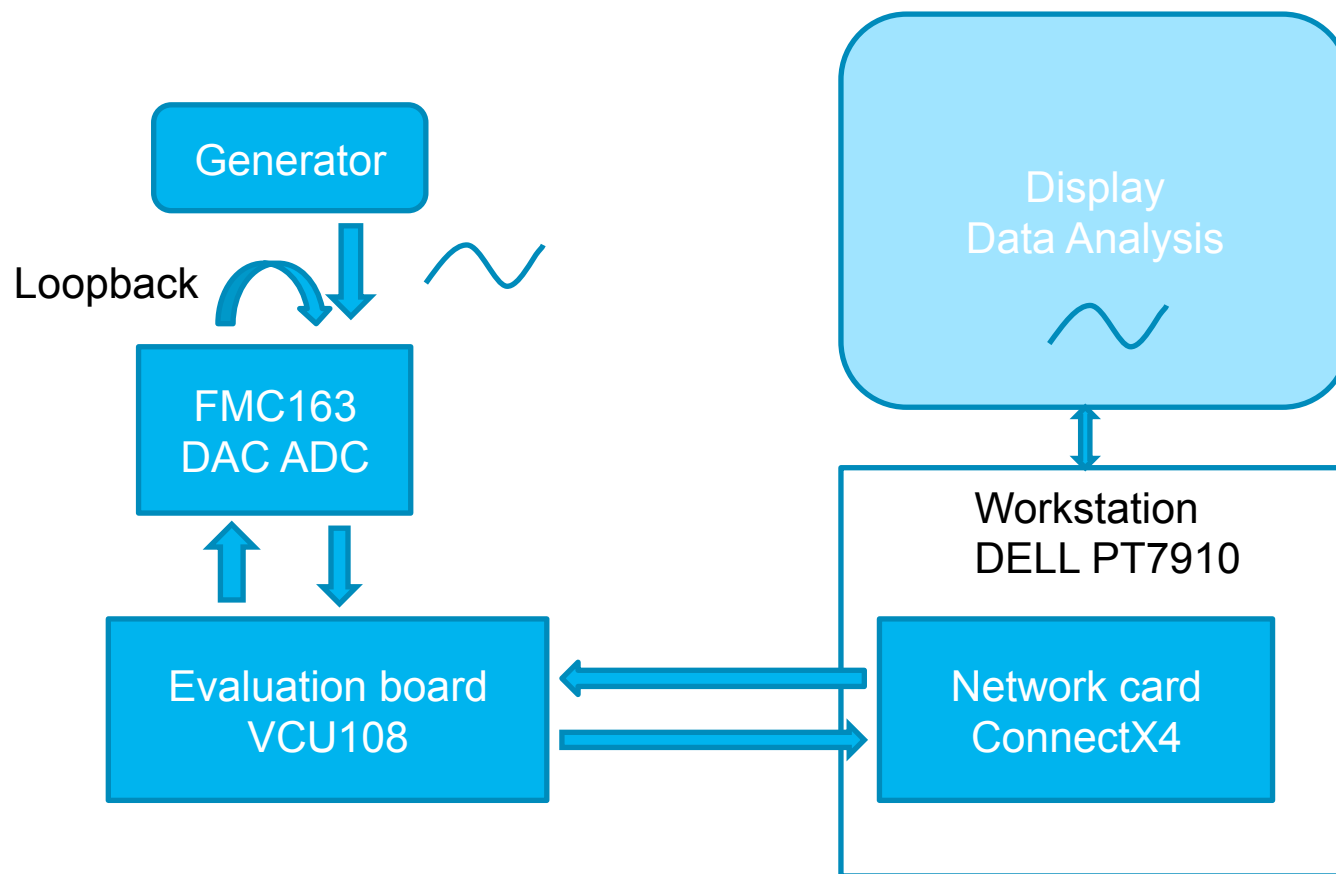 Generator
Loopback
FMC163
DAC ADC
Evaluation board
VCU108
Display
Data Analysis
Workstation
DELL PT7910
Network card
ConnectX4